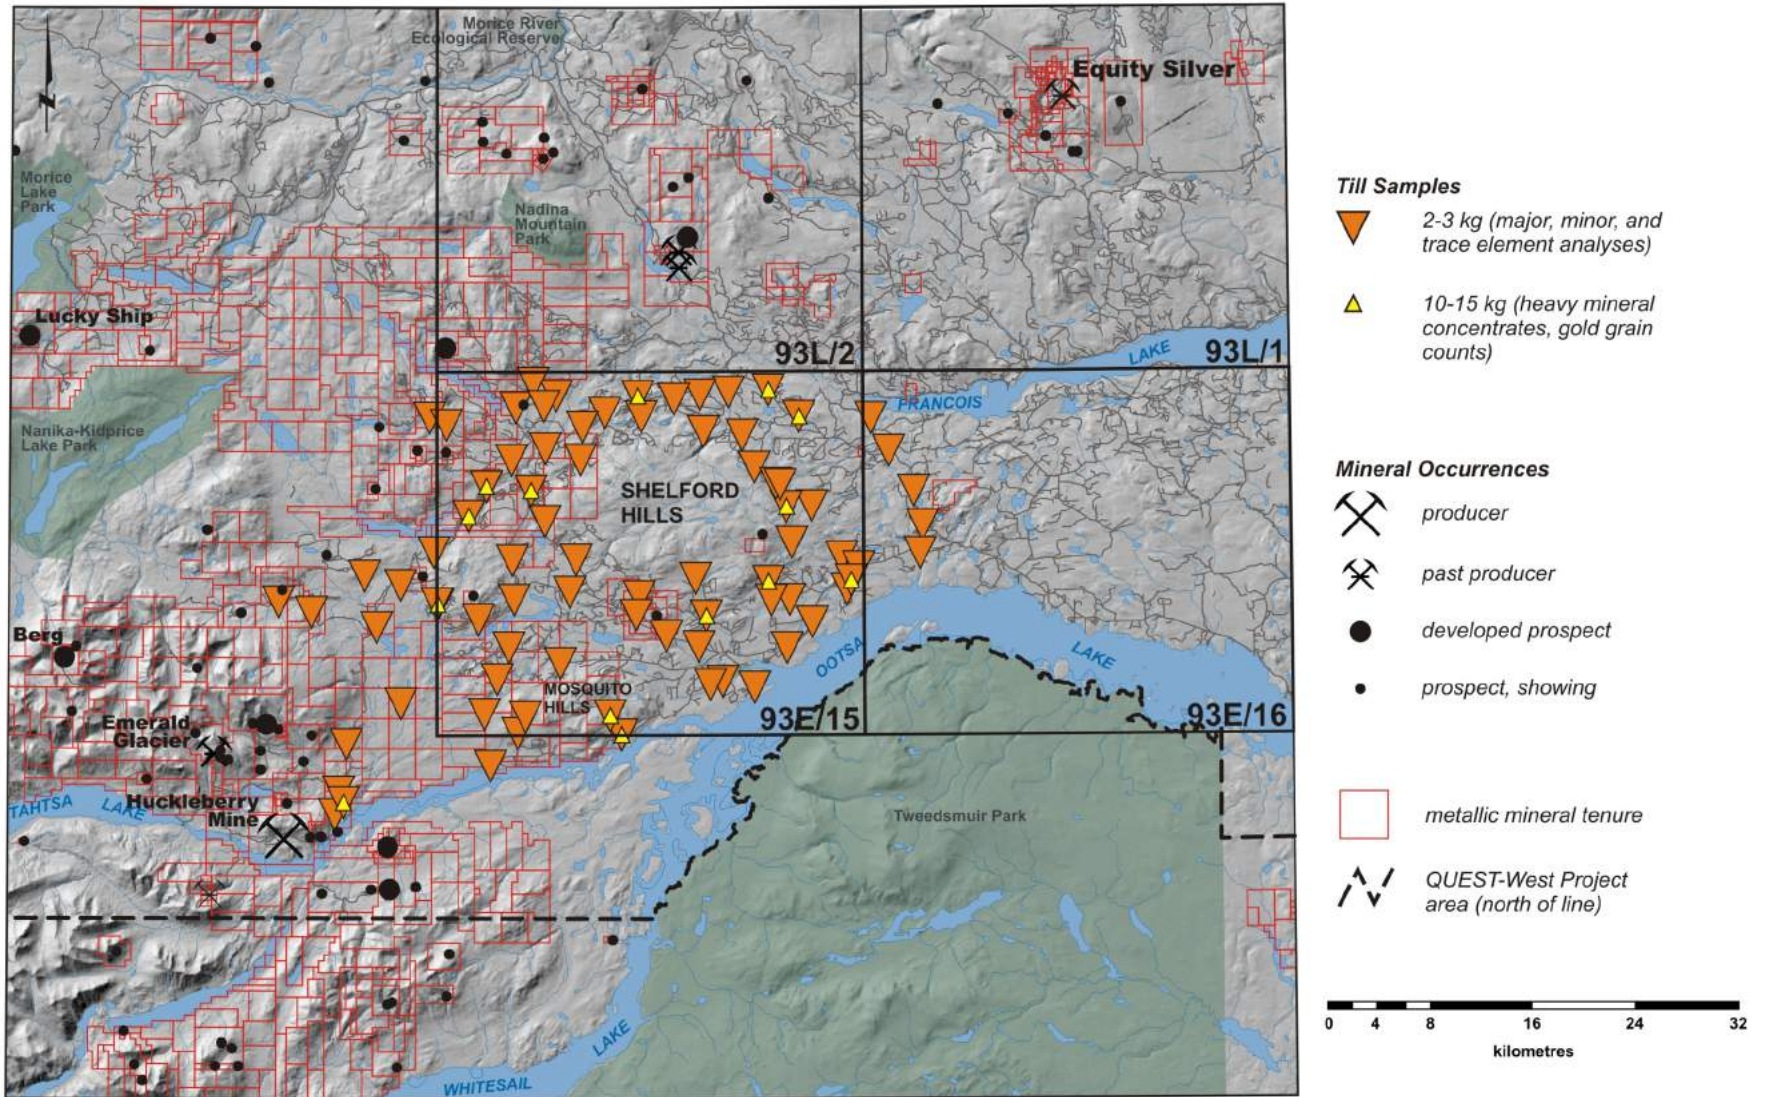 Morice River
Ecological Reserve
Equity Silver
Morice
Lake
Park
Nadina
Mountain
Park
Lucky Ship
93L/2
LAKE
93L/1
FRANCOIS
Nanika-Kidprice
Lake Park
SHELFORD
HILLS
Berg
OOTSA
LAKE
MOSQUITO
HILLS
93E/15
93E/16
Emerald
Glacier
TAHTSA
LAKE
Huckleberry
Mine
Tweedsmuir Park
LAKE
WHITESAIL
Till Samples
2-3 kg (major, minor, and
trace element analyses)
10-15 kg (heavy mineral
concentrates, gold grain
counts)
Mineral Occurrences
producer
past producer
developed prospect
prospect, showing
metallic mineral tenure
QUEST-West Project
area (north of line)
0 4 8 16 24 32
kilometres